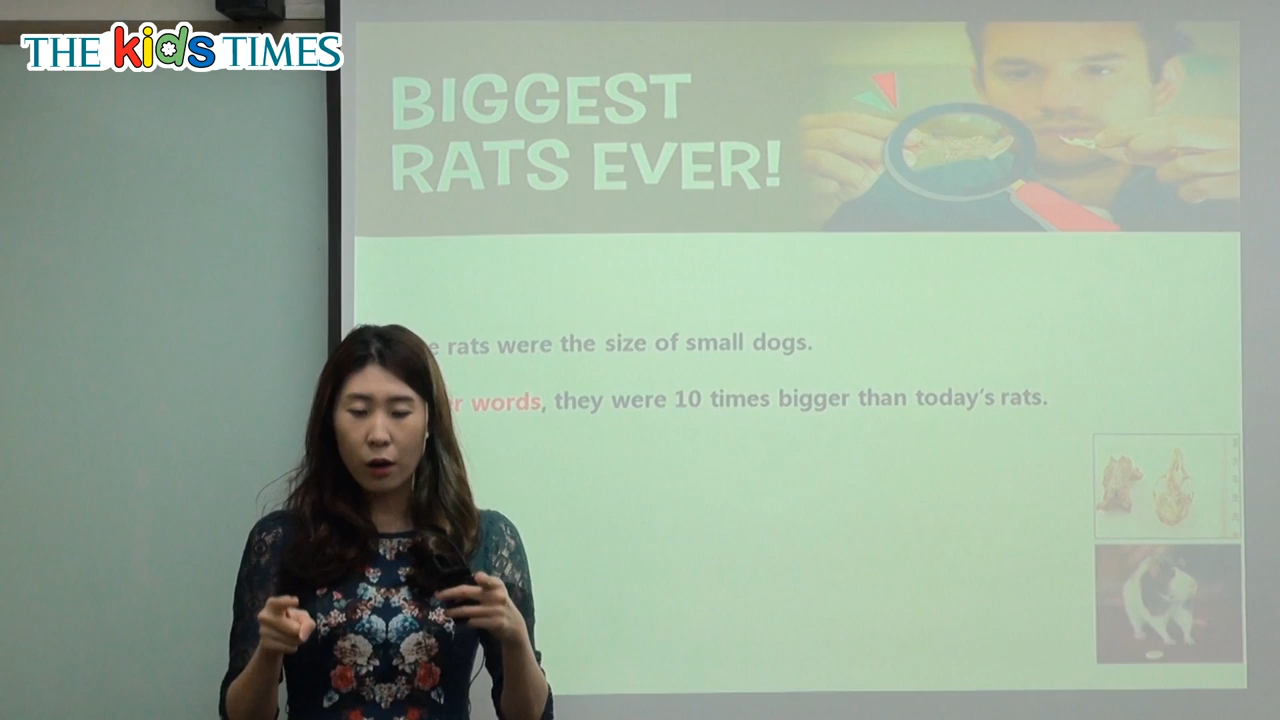 THE kids TIMES
BIGGEST
RATS EVER!
rats were the size of small dogs.
words, they were 10 times bigger than today's rats.